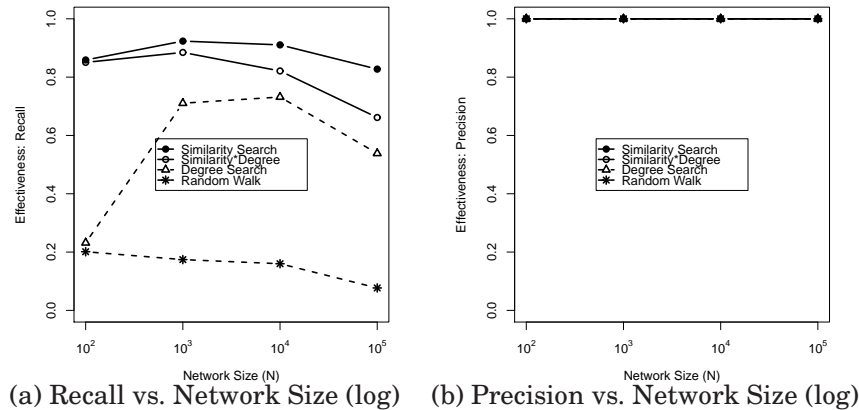 Effectiveness: Recall
1.0
0.8
0.6
0.4
0.2
0.0
Similarity Search
Similarity*Degree
Degree Search
Random Walk
10²
10³
10⁴
10⁵
Network Size (N)
(a) Recall vs. Network Size (log)
Effectiveness: Precision
1.0
0.8
0.6
0.4
0.2
0.0
Similarity Search
Similarity*Degree
Degree Search
Random Walk
10²
10³
10⁴
10⁵
Network Size (N)
(b) Precision vs. Network Size (log)